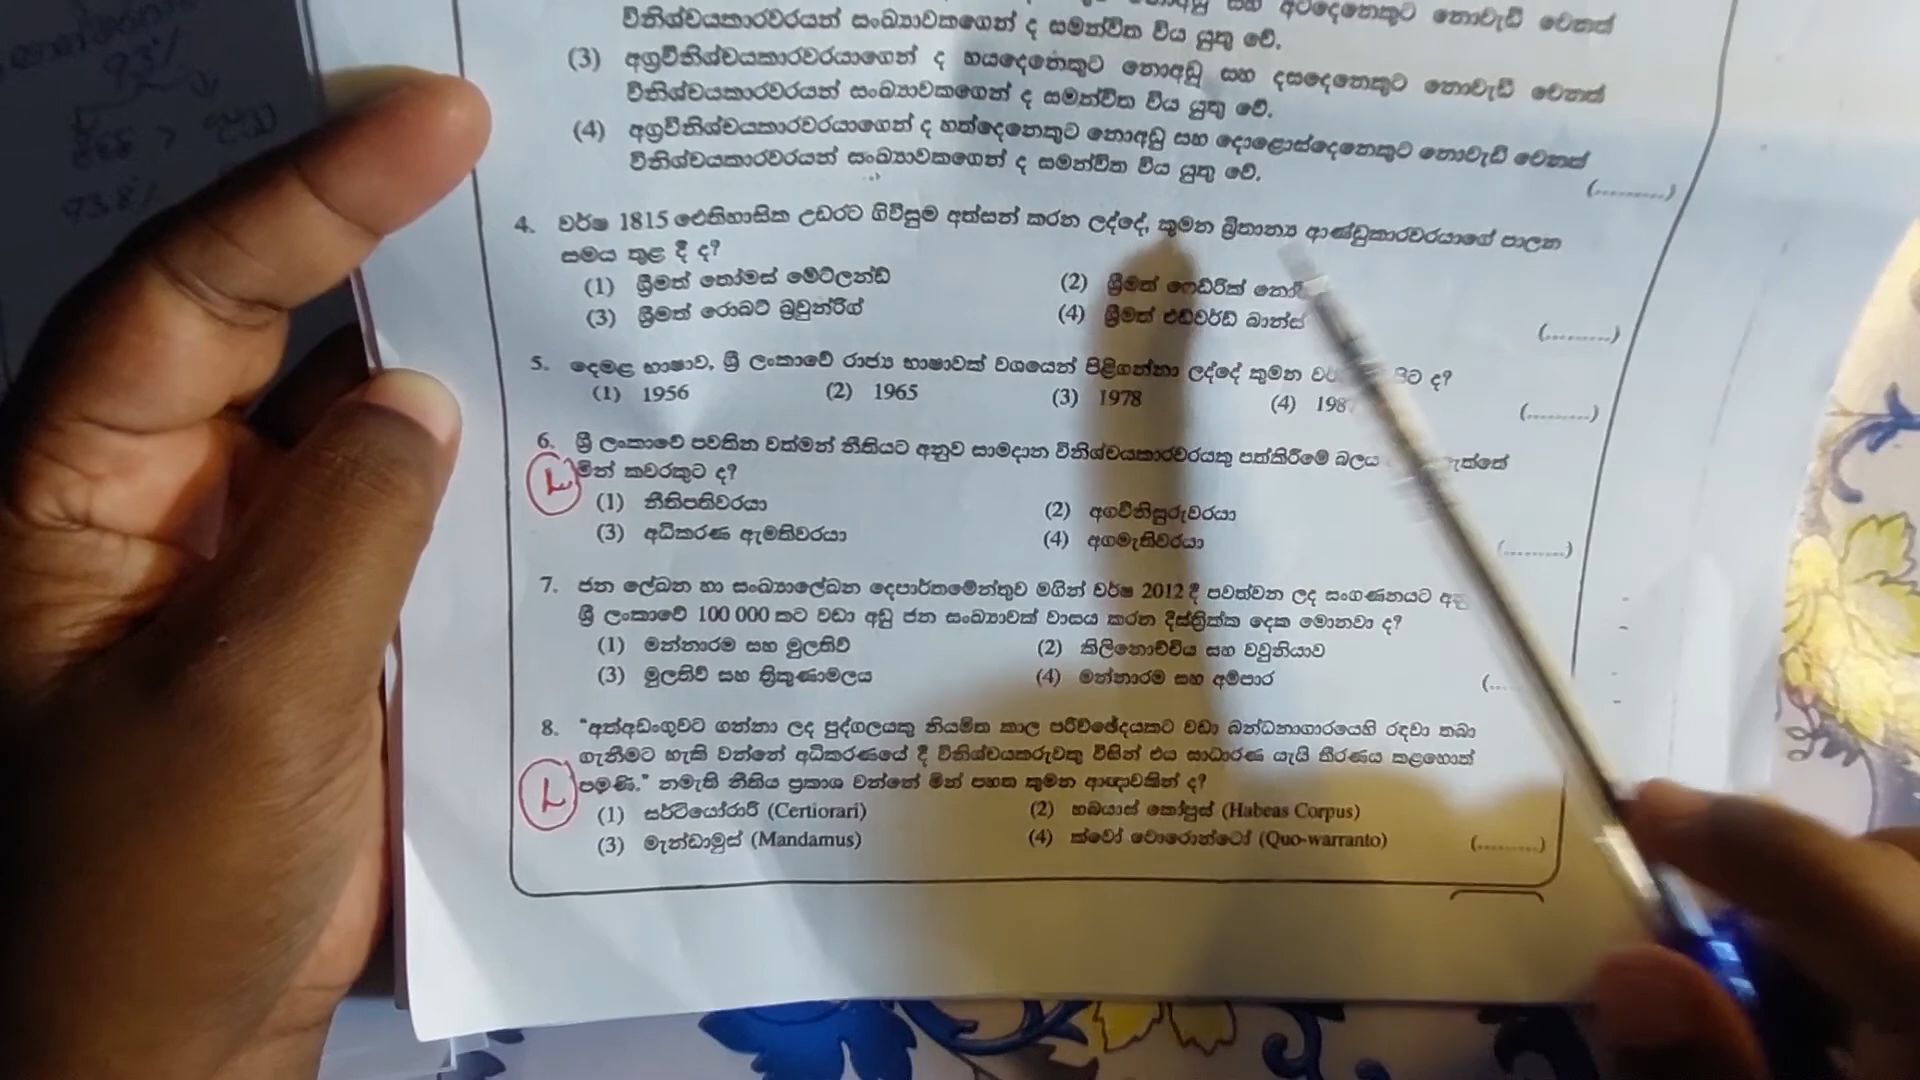 සහ අටදෙනෙකුට නොවැඩි වෙනත්
විනිශ්චයකාරවරයන් සංඛ්‍යාවකගෙන් ද සමන්විත විය යුතු වේ.
(3) අග්‍රවිනිශ්චයකාරවරයාගෙන් ද හයදෙනෙකුට නොඅඩු සහ දසදෙනෙකුට නොවැඩි වෙනත්
විනිශ්චයකාරවරයන් සංඛ්‍යාවකගෙන් ද සමන්විත විය යුතු වේ.
(4) අග්‍රවිනිශ්චයකාරවරයාගෙන් ද හත්දෙනෙකුට නොඅඩු සහ දොළොස්දෙනෙකුට නොවැඩි වෙනත්
විනිශ්චයකාරවරයන් සංඛ්‍යාවකගෙන් ද සමන්විත විය යුතු වේ.
(..........)
4. වර්ෂ 1815 ඓතිහාසික උඩරට ගිවිසුම අත්සන් කරන ලද්දේ, කුමන බ්‍රිතාන්‍ය ආණ්ඩුකාරවරයාගේ පාලන
සමය තුළ දී ද?
(1) ශ්‍රීමත් තෝමස් මේට්ලන්ඩ් (2) ශ්‍රීමත් ෆෙඩ්රික්
(3) ශ්‍රීමත් රොබට් බ්‍රවුන්රිග් (4) ශ්‍රීමත් එඩ්වර්ඩ් බාන්ස් (..........)
5. දෙමළ භාෂාව, ශ්‍රී ලංකාවේ රාජ්‍ය භාෂාවක් වශයෙන් පිළිගන්නා ලද්දේ කුමන සිට ද?
(1) 1956 (2) 1965 (3) 1978 (4) (..........)
6. ශ්‍රී ලංකාවේ පවතින වත්මන් නීතියට අනුව සාමදාන විනිශ්චයකාරවරයකු පත්කිරීමේ බලය
L මින් කවරකුට ද?
(1) නීතිපතිවරයා (2) අගවිනිසුරුවරයා
(3) අධිකරණ ඇමතිවරයා (4) අගමැතිවරයා (..........)
7. ජන ලේඛන හා සංඛ්‍යාලේඛන දෙපාර්තමේන්තුව මගින් වර්ෂ 2012 දී පවත්වන ලද සංගණනයට
ශ්‍රී ලංකාවේ 100 000 කට වඩා අඩු ජන සංඛ්‍යාවක් වාසය කරන දිස්ත්‍රික්ක දෙක මොනවා ද?
(1) මන්නාරම සහ මුලතිව් (2) කිලිනොච්චිය සහ වවුනියාව
(3) මුලතිව් සහ ත්‍රිකුණාමලය (4) මන්නාරම සහ අම්පාර (...
8. "අත්අඩංගුවට ගන්නා ලද පුද්ගලයකු නියමිත කාල පරිච්ඡේදයකට වඩා බන්ධනාගාරයෙහි රඳවා තබා
ගැනීමට හැකි වන්නේ අධිකරණයේ දී විනිශ්චයකරුවකු විසින් එය සාධාරණ යැයි තීරණය කළහොත්
L පමණි." නමැති නීතිය ප්‍රකාශ වන්නේ මින් පහත කුමන ආඥාවකින් ද?
(1) සර්ටියෝරාරි (Certiorari) (2) හබයාස් කෝපුස් (Habeas Corpus)
(3) මැන්ඩාමුස් (Mandamus) (4) ක්වෝ වොරොන්ටෝ (Quo-warranto) (..........)